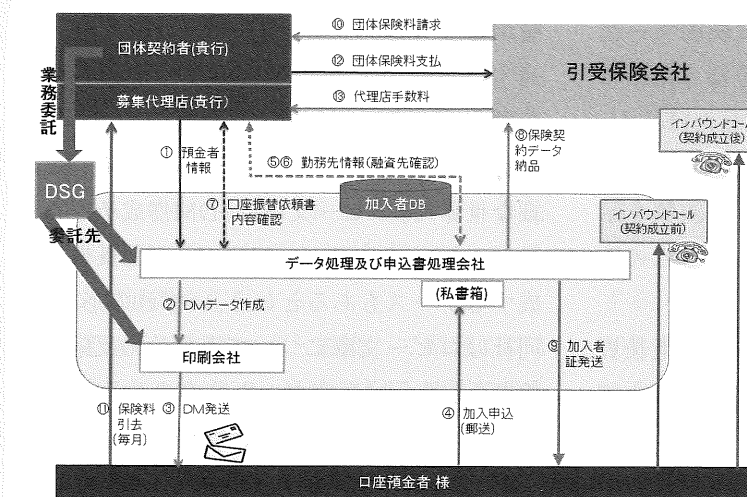 ⑩ 団体保険料請求
団体契約者(貴行)
⑫ 団体保険料支払
引受保険会社
募集代理店(貴行)
⑬ 代理店手数料
業務委託
インバウンドコール
(契約成立後)
① 預金者
情報
⑤⑥ 勤務先情報(融資先確認)
⑧保険契
約データ
納品
DSG
⑦ 口座振替依頼書
内容確認
加入者DB
インバウンドコール
(契約成立前)
委託先
データ処理及び申込書処理会社
(私書箱)
② DMデータ作成
印刷会社
⑨ 加入者
証発送
⑪ 保険料
引去
(毎月)
③ DM発送
④ 加入申込
(郵送)
口座預金者 様